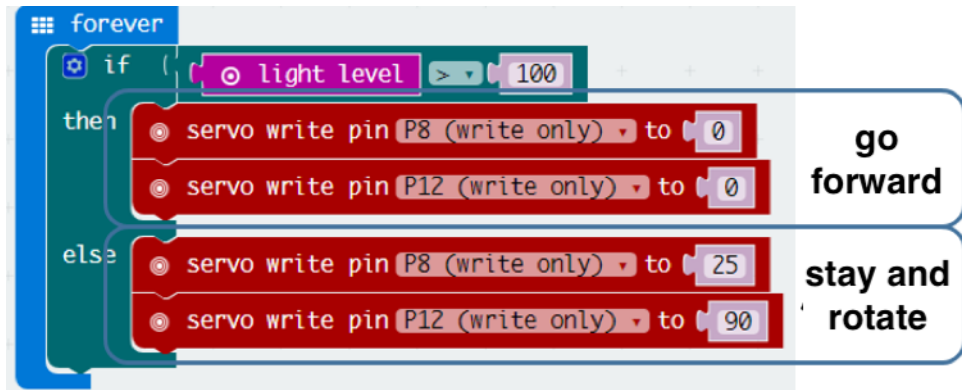 forever
if light level > 100
then
servo write pin P8 (write only) to 0
servo write pin P12 (write only) to 0
go
forward
else
servo write pin P8 (write only) to 25
servo write pin P12 (write only) to 90
stay and
rotate